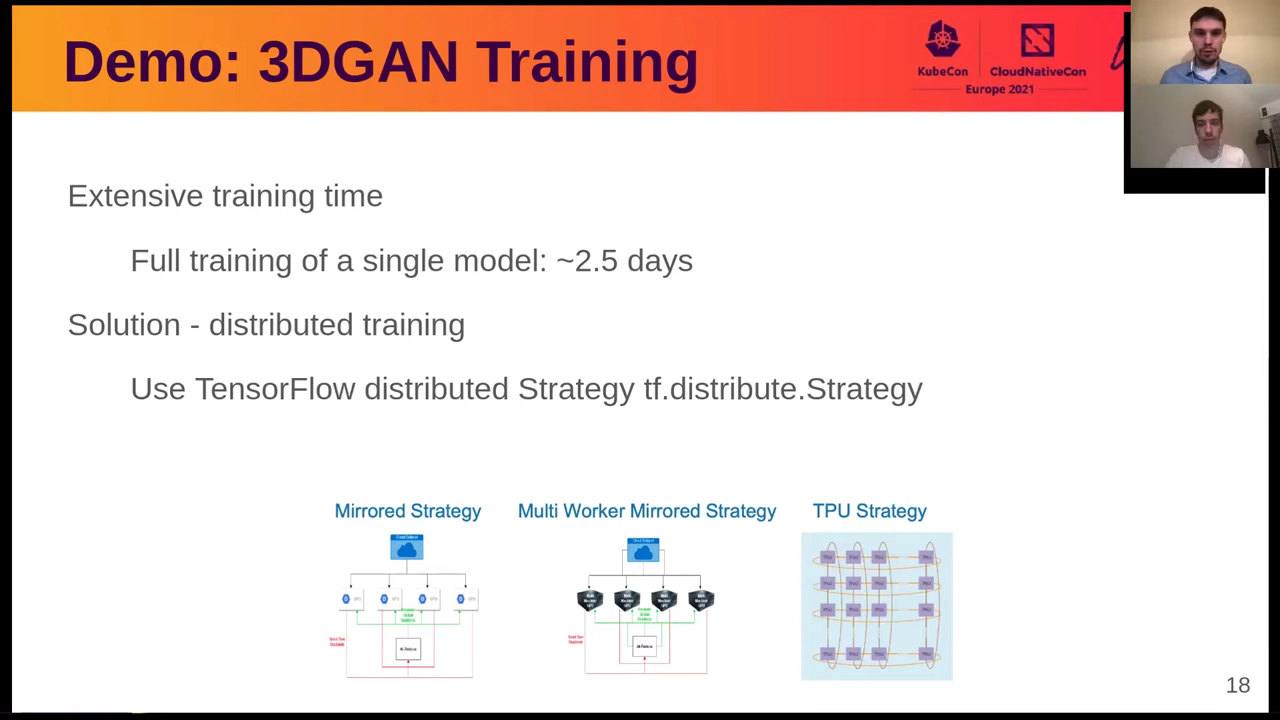 Demo: 3DGAN Training
KubeCon
CloudNativeCon
Europe 2021
Extensive training time
Full training of a single model: ~2.5 days
Solution - distributed training
Use TensorFlow distributed Strategy tf.distribute.Strategy
Mirrored Strategy
Multi Worker Mirrored Strategy
TPU Strategy
18